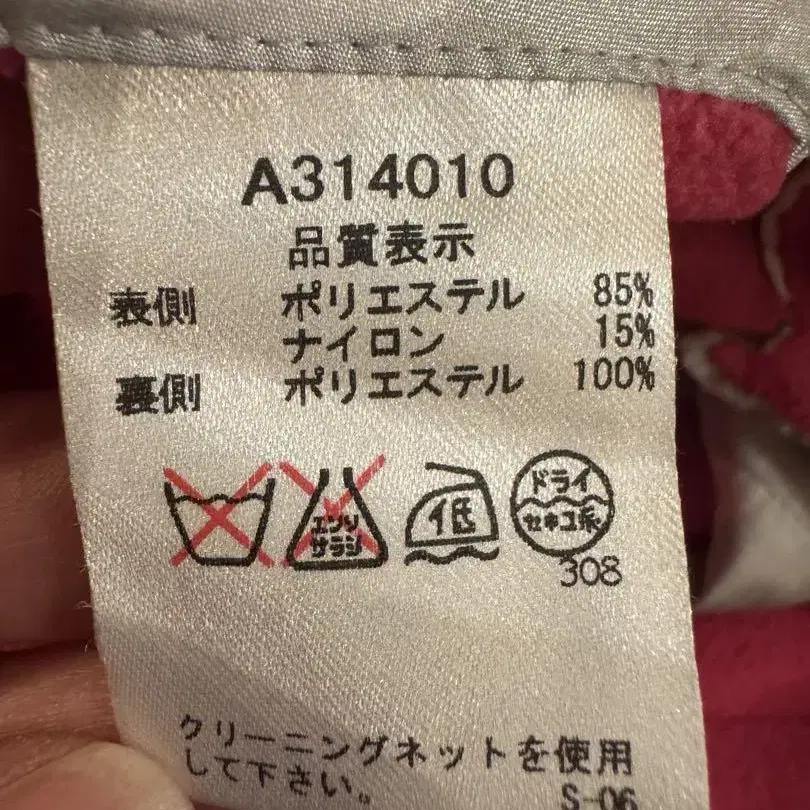 A314010
品質表示
表側 ポリエステル 85%
ナイロン 15%
裏側 ポリエステル 100%
エンソ
サラシ
低
ドライ
セキユ系
308
クリーニングネットを使用
して下さい。
S-06